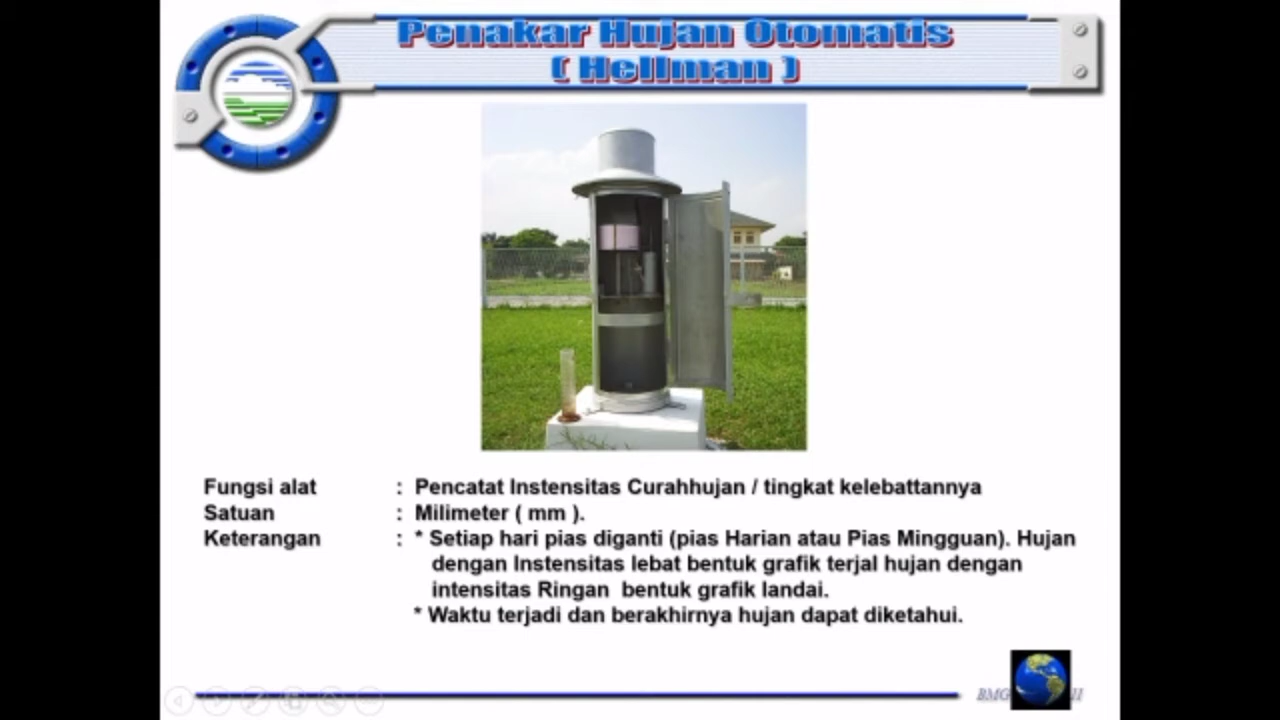 Penakar Hujan Otomatis
( Hellman )
Fungsi alat : Pencatat Instensitas Curahhujan / tingkat kelebattannya
Satuan : Milimeter ( mm ).
Keterangan : * Setiap hari pias diganti (pias Harian atau Pias Mingguan). Hujan
dengan Instensitas lebat bentuk grafik terjal hujan dengan
intensitas Ringan bentuk grafik landai.
* Waktu terjadi dan berakhirnya hujan dapat diketahui.